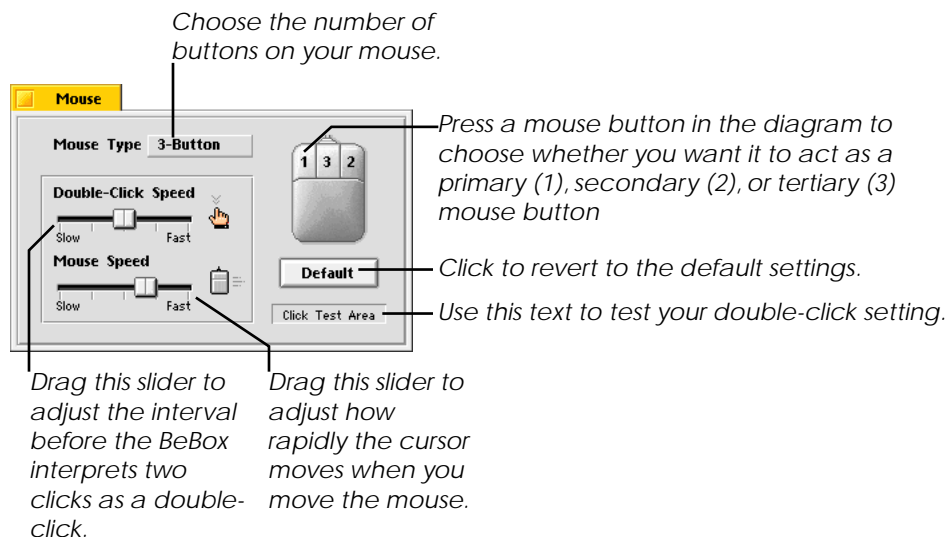 Choose the number of
buttons on your mouse.
Mouse
Mouse Type 3-Button
1 3 2
Press a mouse button in the diagram to
choose whether you want it to act as a
primary (1), secondary (2), or tertiary (3)
mouse button
Double-Click Speed
Slow Fast
Mouse Speed
Slow Fast
Default
Click to revert to the default settings.
Click Test Area
Use this text to test your double-click setting.
Drag this slider to
adjust the interval
before the BeBox
interprets two
clicks as a double-
click.
Drag this slider to
adjust how
rapidly the cursor
moves when you
move the mouse.